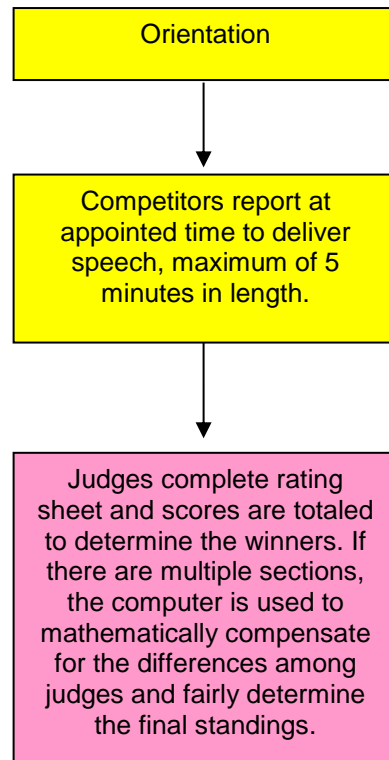 Orientation
Competitors report at
appointed time to deliver
speech, maximum of 5
minutes in length.
Judges complete rating
sheet and scores are totaled
to determine the winners. If
there are multiple sections,
the computer is used to
mathematically compensate
for the differences among
judges and fairly determine
the final standings.